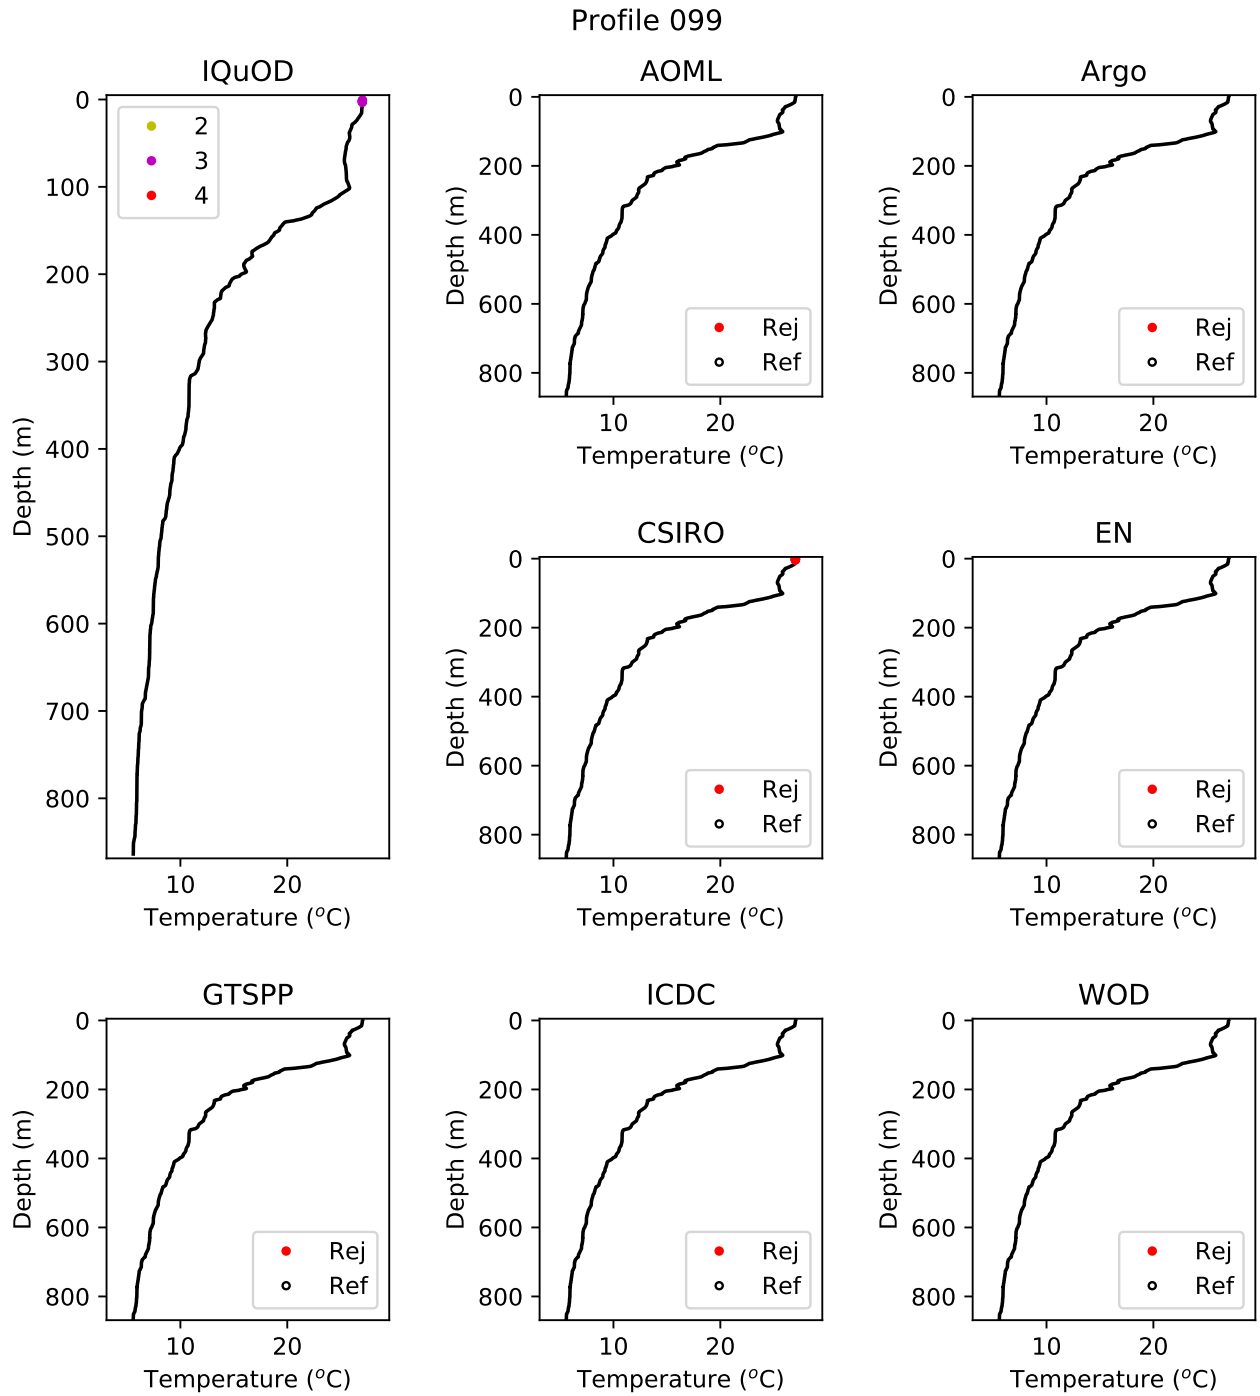 Profile 099
IQuOD
0
100
200
300
400
500
600
700
800
Depth (m)
10 20
Temperature (°C)
2
3
4
AOML
0
200
400
600
800
Depth (m)
10 20
Temperature (°C)
Rej
Ref
Argo
0
200
400
600
800
Depth (m)
10 20
Temperature (°C)
Rej
Ref
CSIRO
0
200
400
600
800
Depth (m)
10 20
Temperature (°C)
Rej
Ref
EN
0
200
400
600
800
Depth (m)
10 20
Temperature (°C)
Rej
Ref
GTSPP
0
200
400
600
800
Depth (m)
10 20
Temperature (°C)
Rej
Ref
ICDC
0
200
400
600
800
Depth (m)
10 20
Temperature (°C)
Rej
Ref
WOD
0
200
400
600
800
Depth (m)
10 20
Temperature (°C)
Rej
Ref